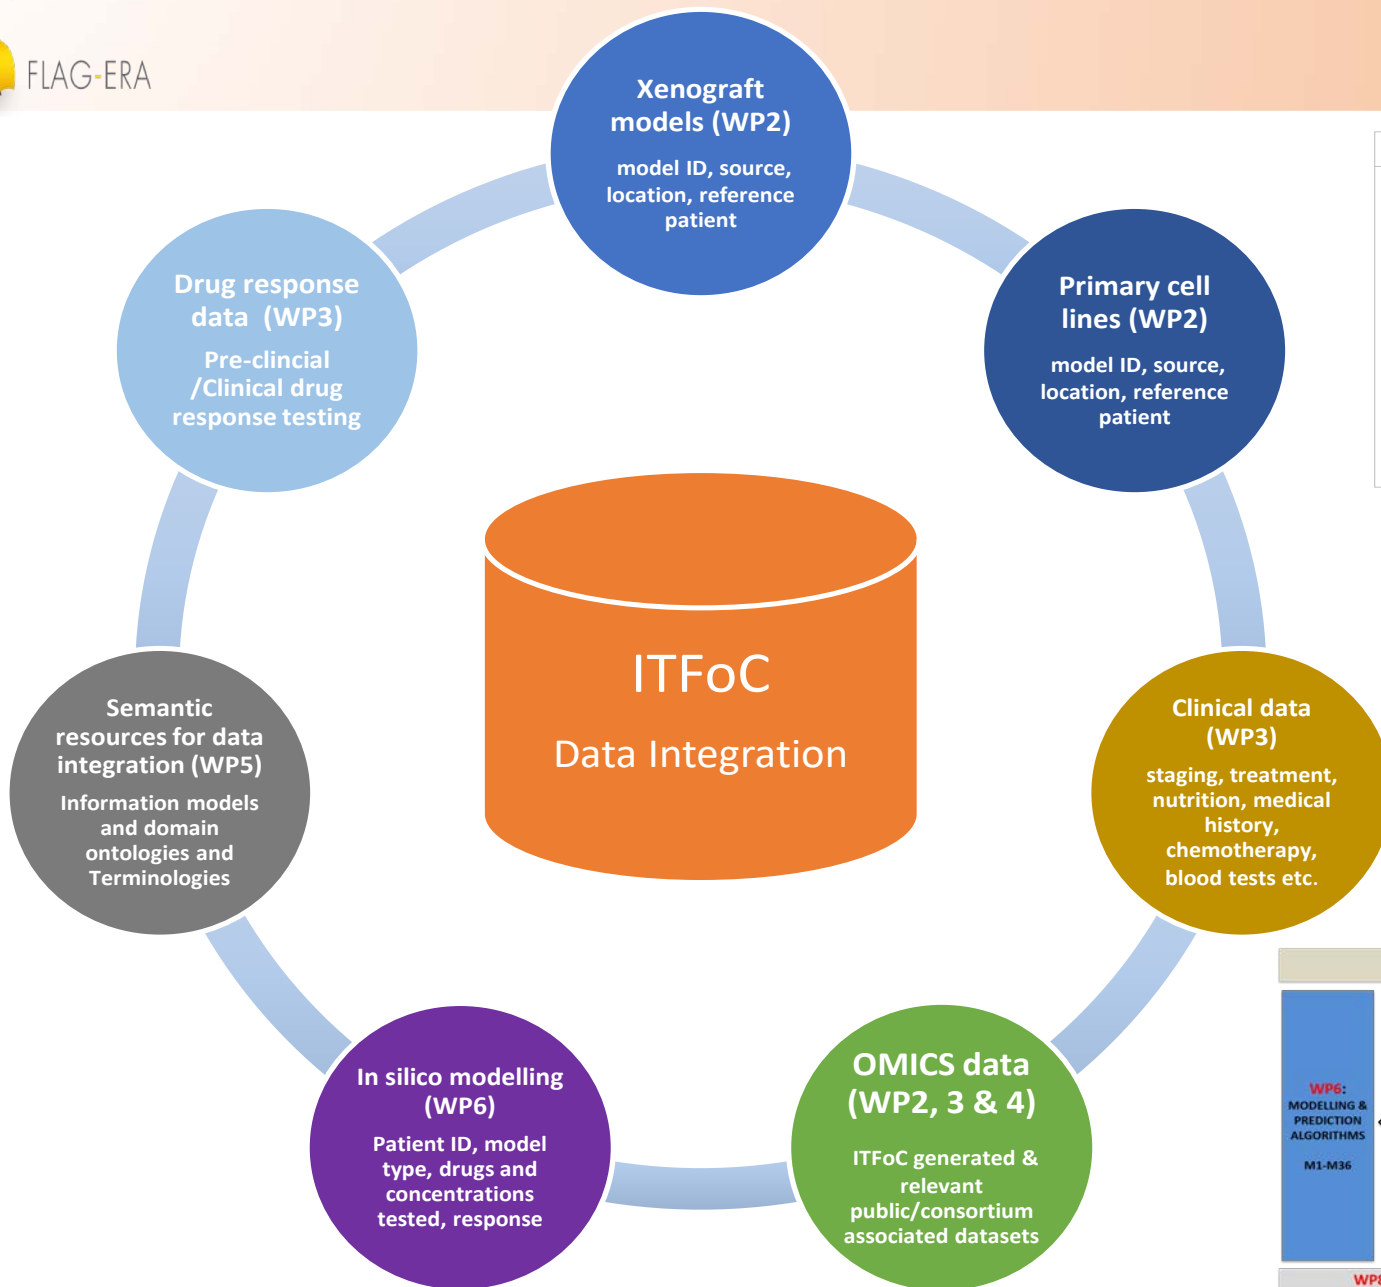 FLAG-ERA
Xenograft
models (WP2)
model ID, source,
location, reference
patient
Primary cell
lines (WP2)
model ID, source,
location, reference
patient
Clinical data
(WP3)
staging, treatment,
nutrition, medical
history,
chemotherapy,
blood tests etc.
OMICS data
(WP2, 3 & 4)
ITFoC generated &
relevant
public/consortium
associated datasets
In silico modelling
(WP6)
Patient ID, model
type, drugs and
concentrations
tested, response
Semantic
resources for data
integration (WP5)
Information models
and domain
ontologies and
Terminologies
Drug response
data (WP3)
Pre-clincial
/Clinical drug
response testing
ITFoC
Data Integration
WP6:
MODELLING &
PREDICTION
ALGORITHMS
M1-M36